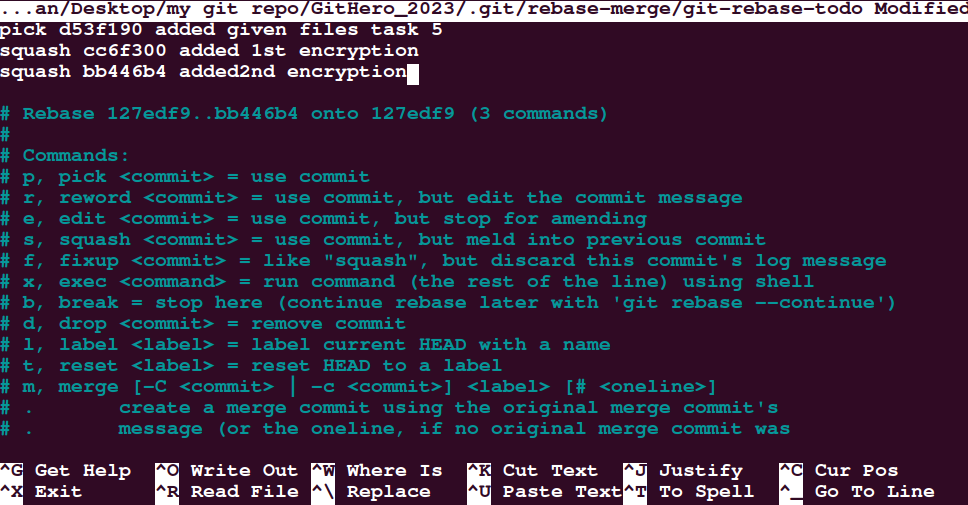 ...an/Desktop/my git repo/GitHero_2023/.git/rebase-merge/git-rebase-todo Modified
pick d53f190 added given files task 5
squash cc6f300 added 1st encryption
squash bb446b4 added2nd encryption
# Rebase 127edf9..bb446b4 onto 127edf9 (3 commands)
#
# Commands:
# p, pick <commit> = use commit
# r, reword <commit> = use commit, but edit the commit message
# e, edit <commit> = use commit, but stop for amending
# s, squash <commit> = use commit, but meld into previous commit
# f, fixup <commit> = like "squash", but discard this commit's log message
# x, exec <command> = run command (the rest of the line) using shell
# b, break = stop here (continue rebase later with 'git rebase --continue')
# d, drop <commit> = remove commit
# l, label <label> = label current HEAD with a name
# t, reset <label> = reset HEAD to a label
# m, merge [-C <commit> | -c <commit>] <label> [# <oneline>]
# .       create a merge commit using the original merge commit's
# .       message (or the oneline, if no original merge commit was
^G Get Help ^O Write Out ^W Where Is ^K Cut Text ^J Justify ^C Cur Pos
^X Exit ^R Read File ^\ Replace ^U Paste Text ^T To Spell ^_ Go To Line